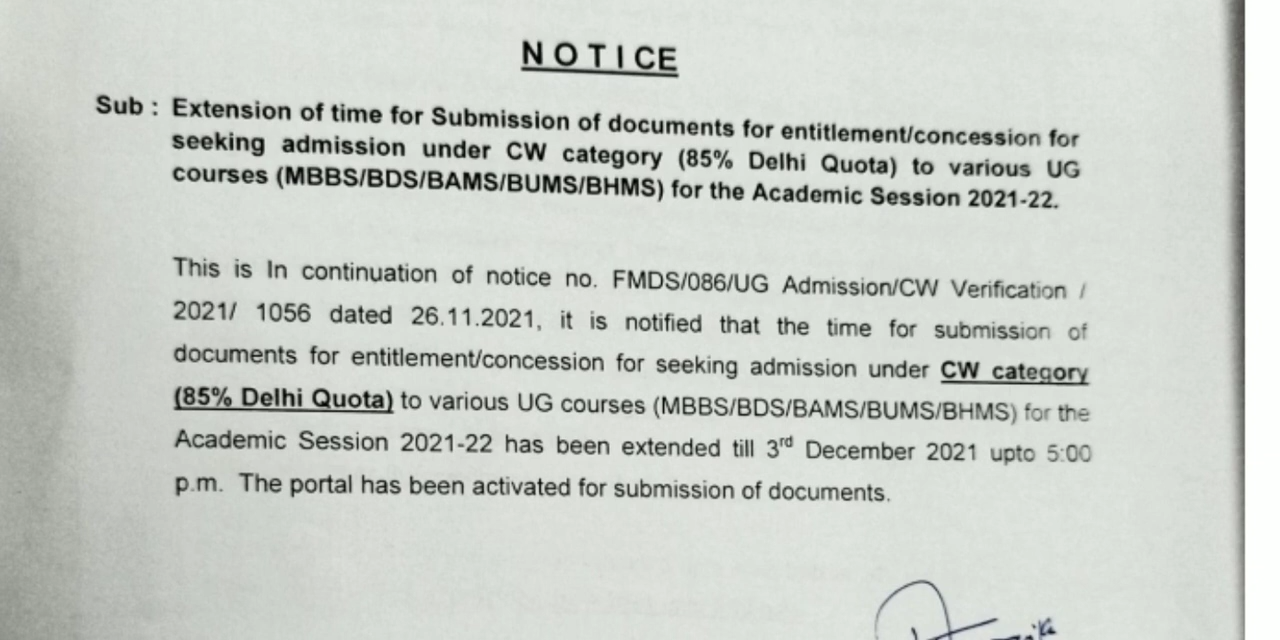 NOTICE
Sub : Extension of time for Submission of documents for entitlement/concession for
seeking admission under CW category (85% Delhi Quota) to various UG
courses (MBBS/BDS/BAMS/BUMS/BHMS) for the Academic Session 2021-22.
This is In continuation of notice no. FMDS/086/UG Admission/CW Verification /
2021/ 1056 dated 26.11.2021, it is notified that the time for submission of
documents for entitlement/concession for seeking admission under CW category
(85% Delhi Quota) to various UG courses (MBBS/BDS/BAMS/BUMS/BHMS) for the
Academic Session 2021-22 has been extended till 3rd December 2021 upto 5:00
p.m. The portal has been activated for submission of documents.